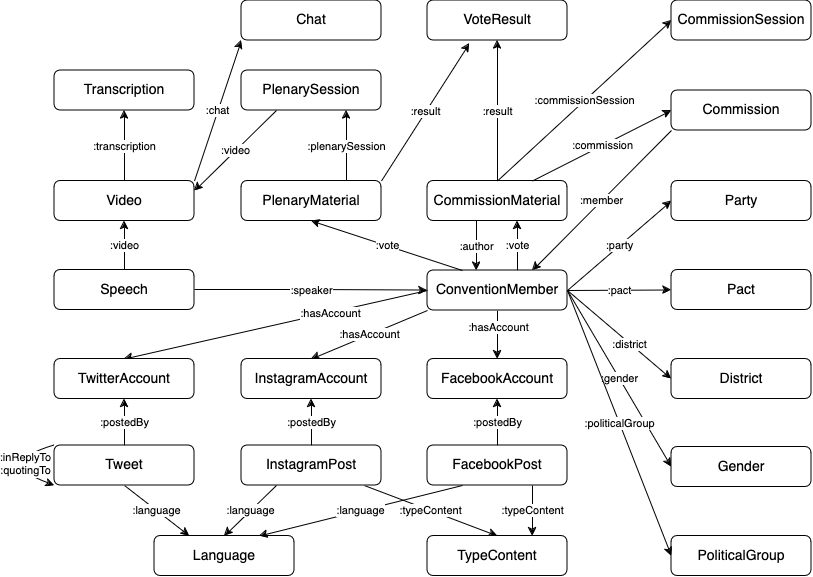 Chat
VoteResult
CommissionSession
Transcription
PlenarySession
Commission
:chat
:result
:result
:commissionSession
:transcription
:video
:plenarySession
:commission
Video
PlenaryMaterial
CommissionMaterial
:member
Party
:video
:vote
:author
:vote
:party
Speech
:speaker
ConventionMember
:pact
Pact
:hasAccount
:hasAccount
:hasAccount
:district
TwitterAccount
InstagramAccount
FacebookAccount
:gender
District
:postedBy
:postedBy
:postedBy
:politicalGroup
:inReplyTo
:quotingTo
Tweet
InstagramPost
FacebookPost
Gender
:language
:language
:language
:typeContent
:typeContent
Language
TypeContent
PoliticalGroup